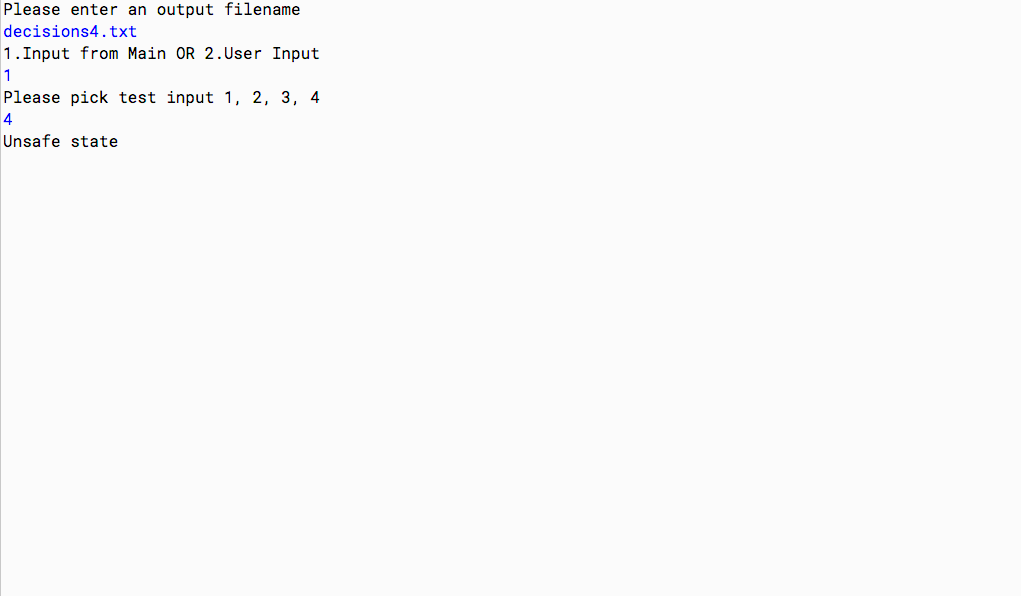 Please enter an output filename
decisions4.txt
1.Input from Main OR 2.User Input
1
Please pick test input 1, 2, 3, 4
4
Unsafe state